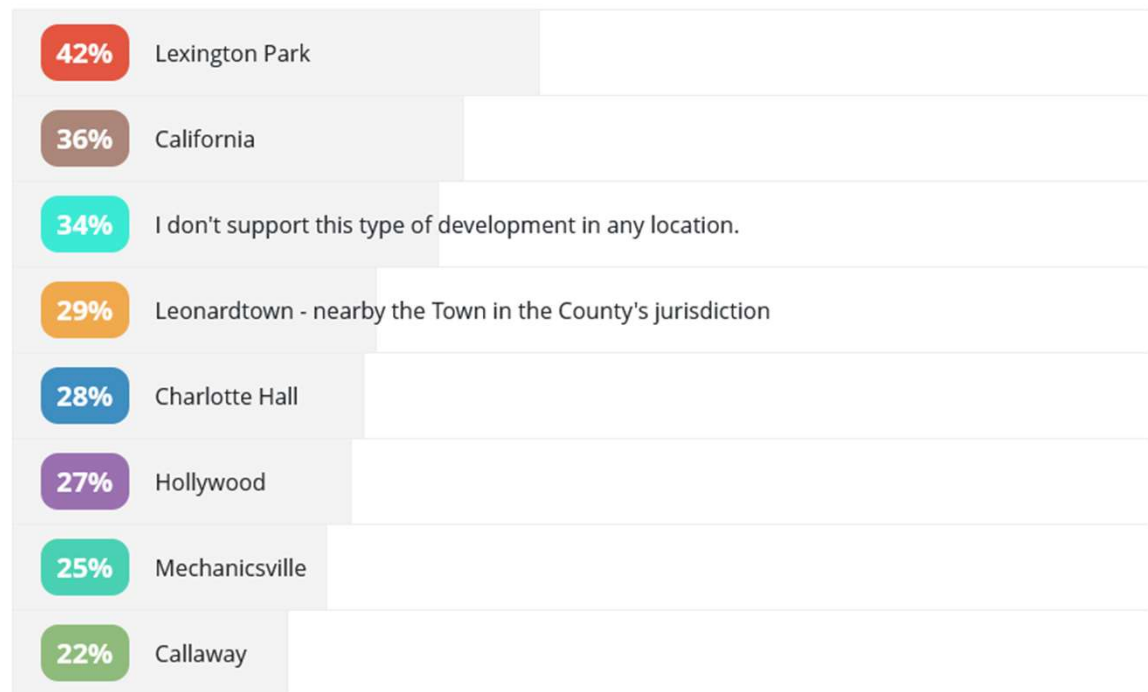 42% Lexington Park
36% California
34% I don't support this type of development in any location.
29% Leonardtown - nearby the Town in the County's jurisdiction
28% Charlotte Hall
27% Hollywood
25% Mechanicsville
22% Callaway